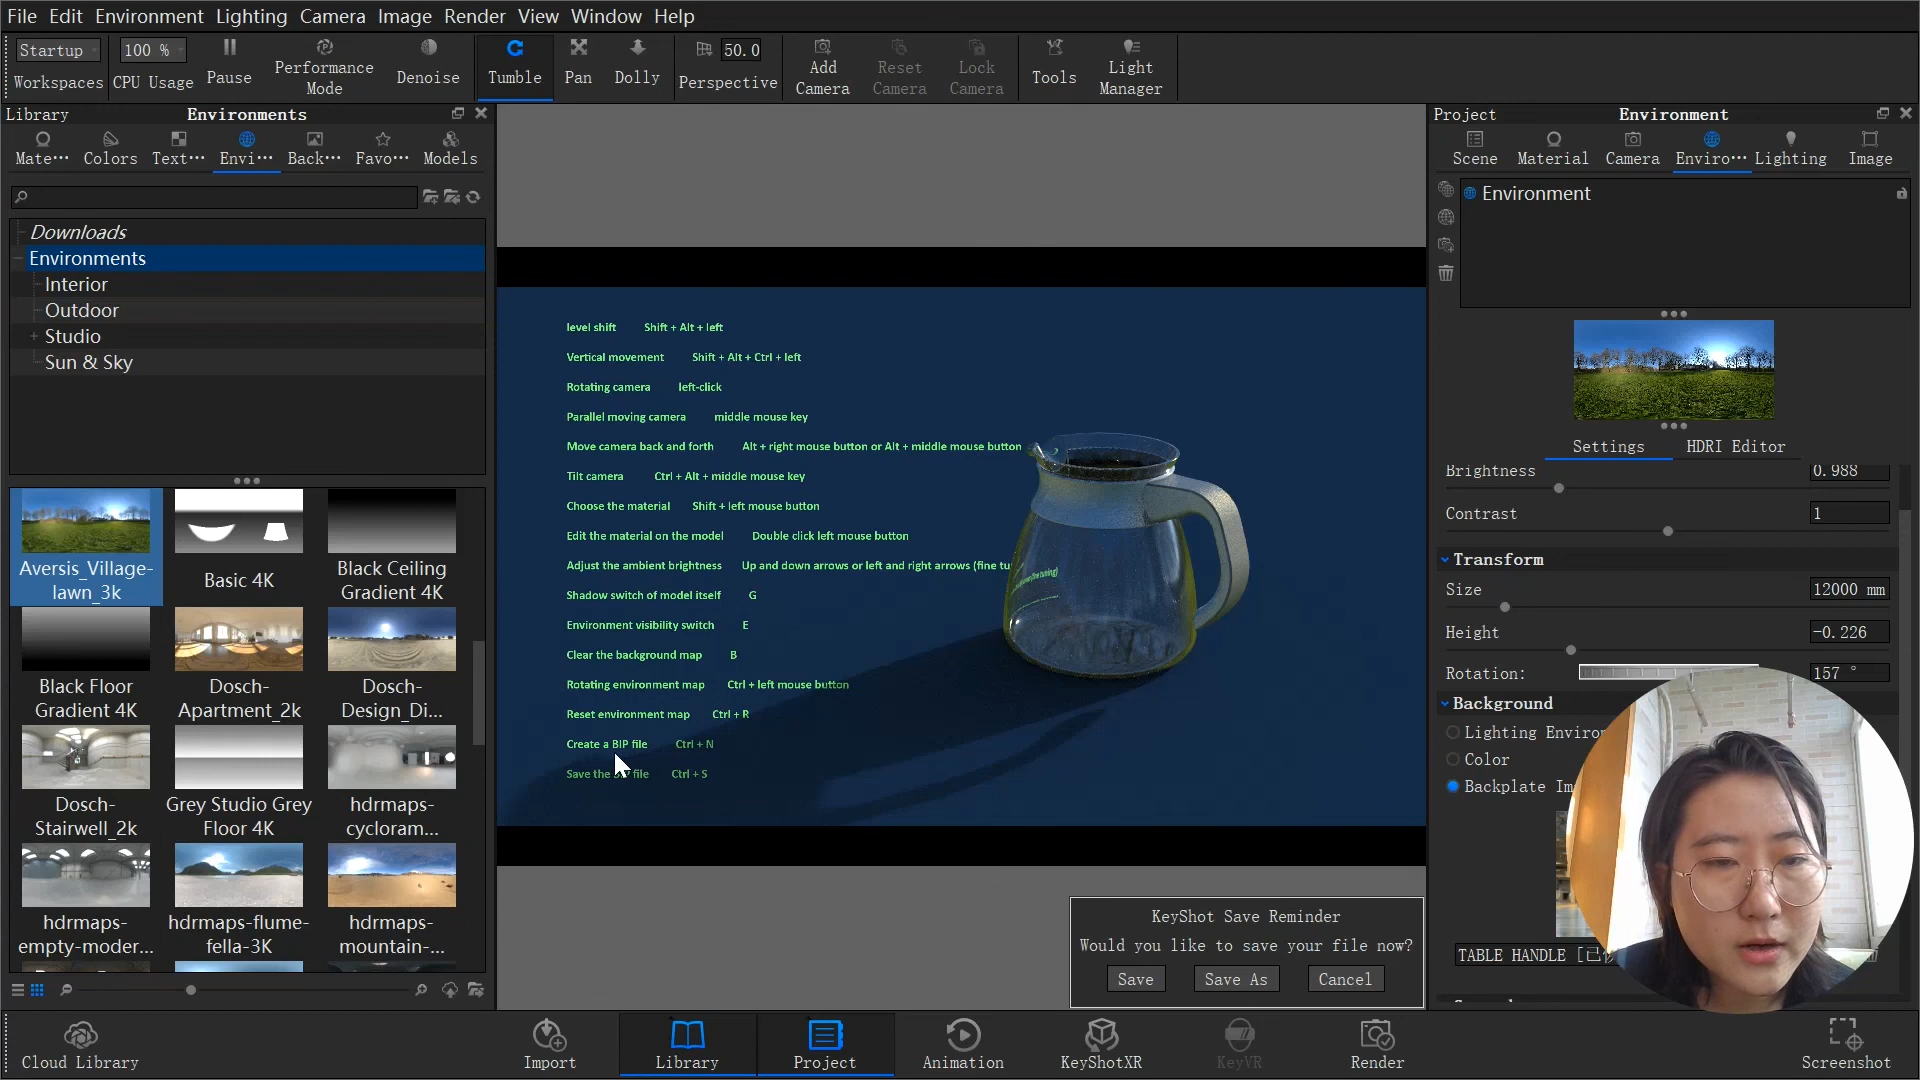 File Edit Environment Lighting Camera Image Render View Window Help
Startup 100 % 50.0
Workspaces CPU Usage Pause Performance Mode Denoise Tumble Pan Dolly Perspective Add Camera Reset Camera Lock Camera Tools Light Manager
Library Environments
Mate··· Colors Text··· Envi··· Back··· Favo··· Models
Downloads
Environments
Interior
Outdoor
Studio
Sun & Sky
Aversis_Village-
lawn_3k
Basic 4K
Black Ceiling
Gradient 4K
Black Floor
Gradient 4K
Dosch-
Apartment_2k
Dosch-
Design_Di...
Dosch-
Stairwell_2k
Grey Studio Grey
Floor 4K
hdrmaps-
cycloram...
hdrmaps-
empty-moder...
hdrmaps-flume-
fella-3K
hdrmaps-
mountain-...
level shift Shift + Alt + left
Vertical movement Shift + Alt + Ctrl + left
Rotating camera left-click
Parallel moving camera middle mouse key
Move camera back and forth Alt + right mouse button or Alt + middle mouse button
Tilt camera Ctrl + Alt + middle mouse key
Choose the material Shift + left mouse button
Edit the material on the model Double click left mouse button
Adjust the ambient brightness Up and down arrows or left and right arrows (fine tu
Shadow switch of model itself G
Environment visibility switch E
Clear the background map B
Rotating environment map Ctrl + left mouse button
Reset environment map Ctrl + R
Create a BIP file Ctrl + N
Save the file Ctrl + S
KeyShot Save Reminder
Would you like to save your file now?
Save Save As Cancel
Project Environment
Scene Material Camera Enviro··· Lighting Image
Environment
Settings HDRI Editor
Brightness 0.988
Contrast 1
Transform
Size 12000 mm
Height -0.226
Rotation: 157 °
Background
Lighting Enviro
Color
Backplate Im
TABLE HANDLE [已
Cloud Library Import Library Project Animation KeyShotXR KeyVR Render Screenshot